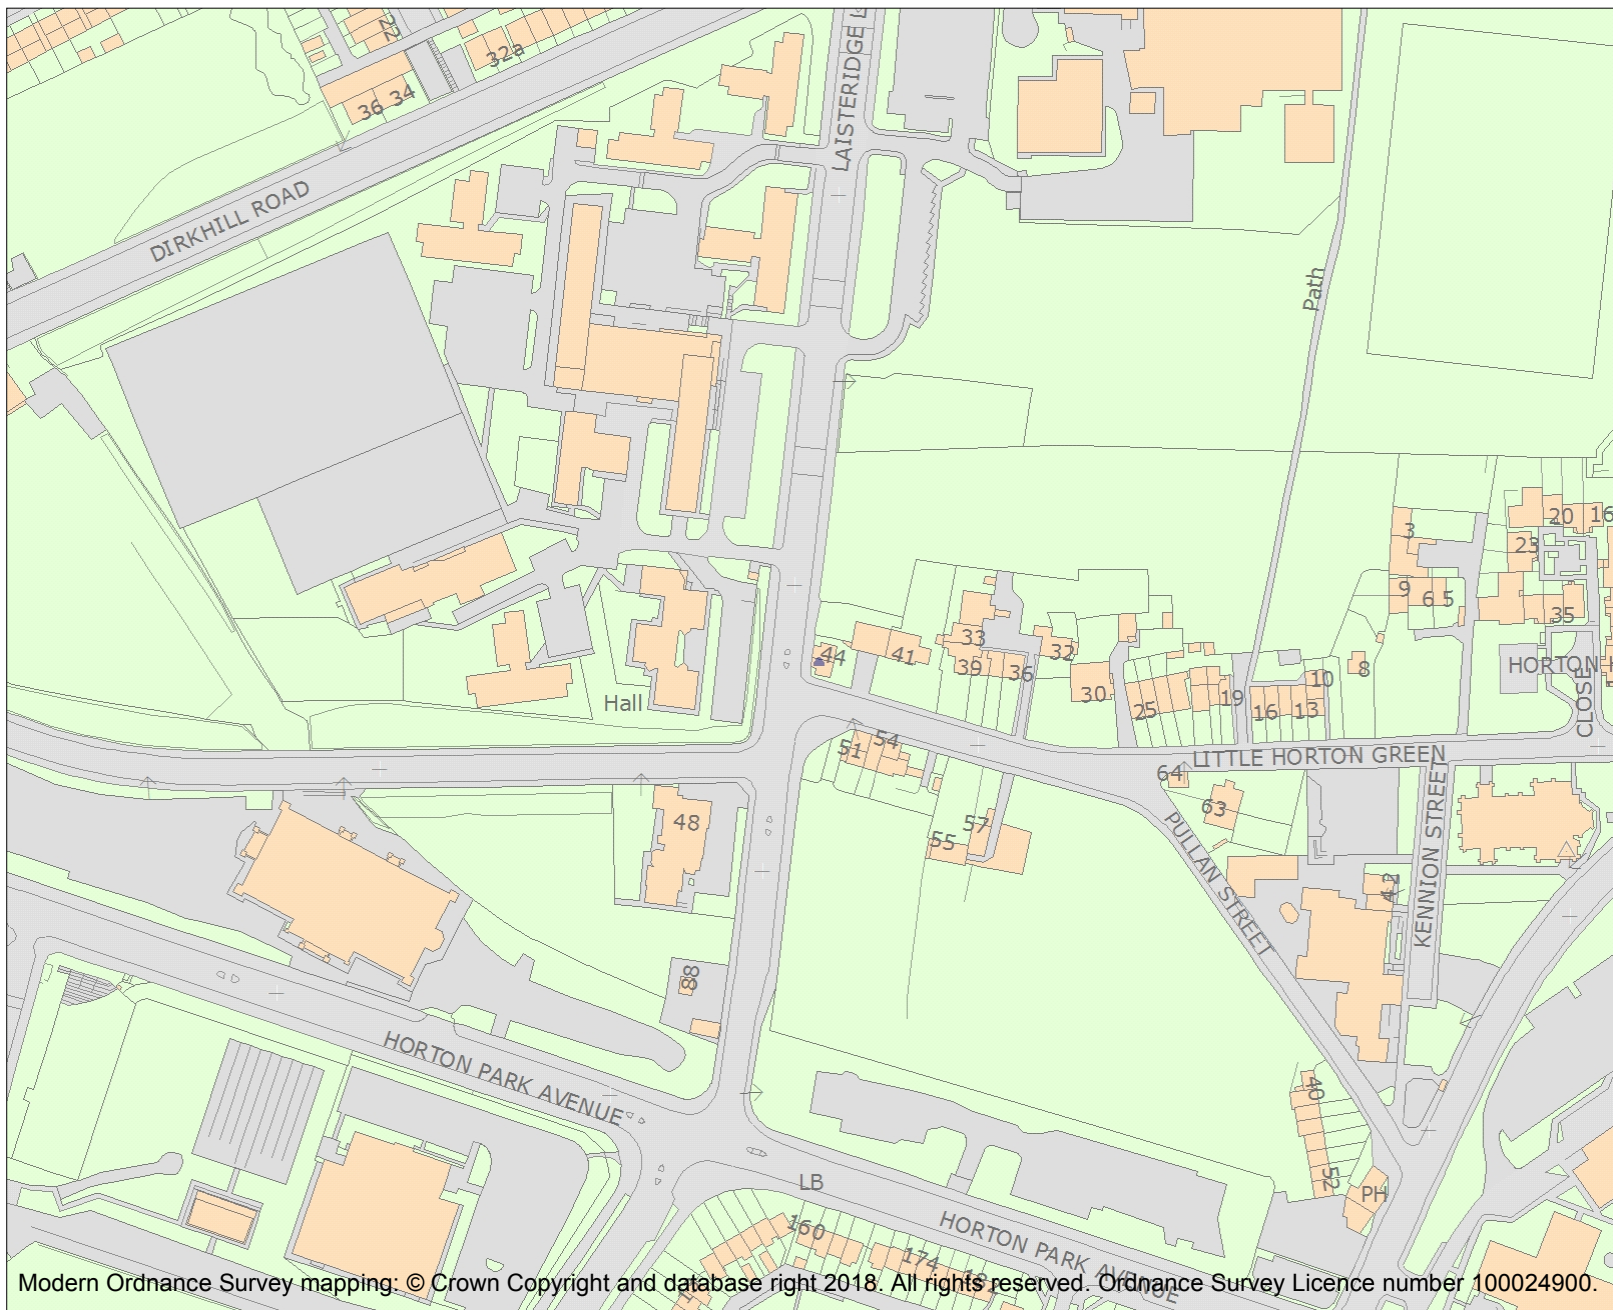 22
32a
36 34
LAISTERIDGE L
DIRKHILL ROAD
Path
3
20
16
23
9
6 5
35
44
41
33
39
36
32
30
25
19
16
13
10
8
HORTON H
CLOSE
Hall
51
54
LITTLE HORTON GREEN
64
63
48
55
57
PULLAN STREET
KENNION STREET
42
88
HORTON PARK AVENUE
40
52
PH
LB
160
HORTON PARK AVENUE
174
182
Modern Ordnance Survey mapping: © Crown Copyright and database right 2018. All rights reserved. Ordnance Survey Licence number 100024900.